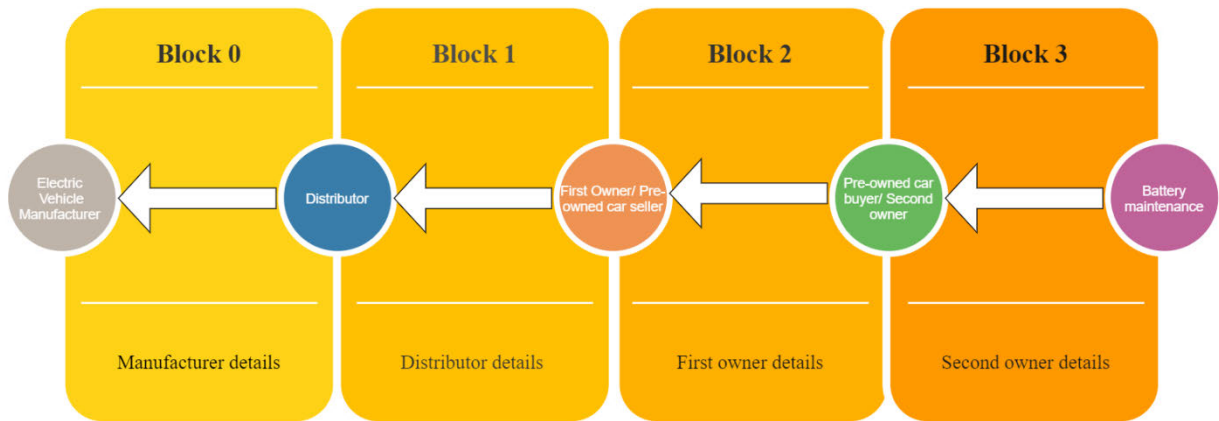 Block 0
Block 1
Block 2
Block 3
Electric
Vehicle
Manufacturer
Distributor
First Owner/ Pre-
owned car seller
Pre-owned car
buyer/ Second
owner
Battery
maintenance
Manufacturer details
Distributor details
First owner details
Second owner details